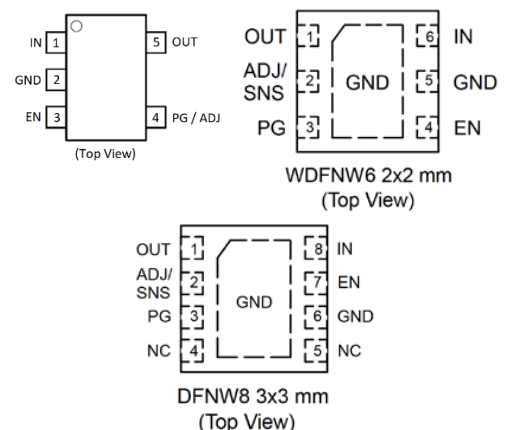 IN 1
5 OUT
GND 2
EN 3
4 PG / ADJ
(Top View)
OUT 1
6 IN
ADJ/
SNS 2
GND
5 GND
PG 3
4 EN
WDFNW6 2x2 mm
(Top View)
OUT 1
8 IN
ADJ/
SNS 2
7 EN
GND
PG 3
6 GND
NC 4
5 NC
DFNW8 3x3 mm
(Top View)